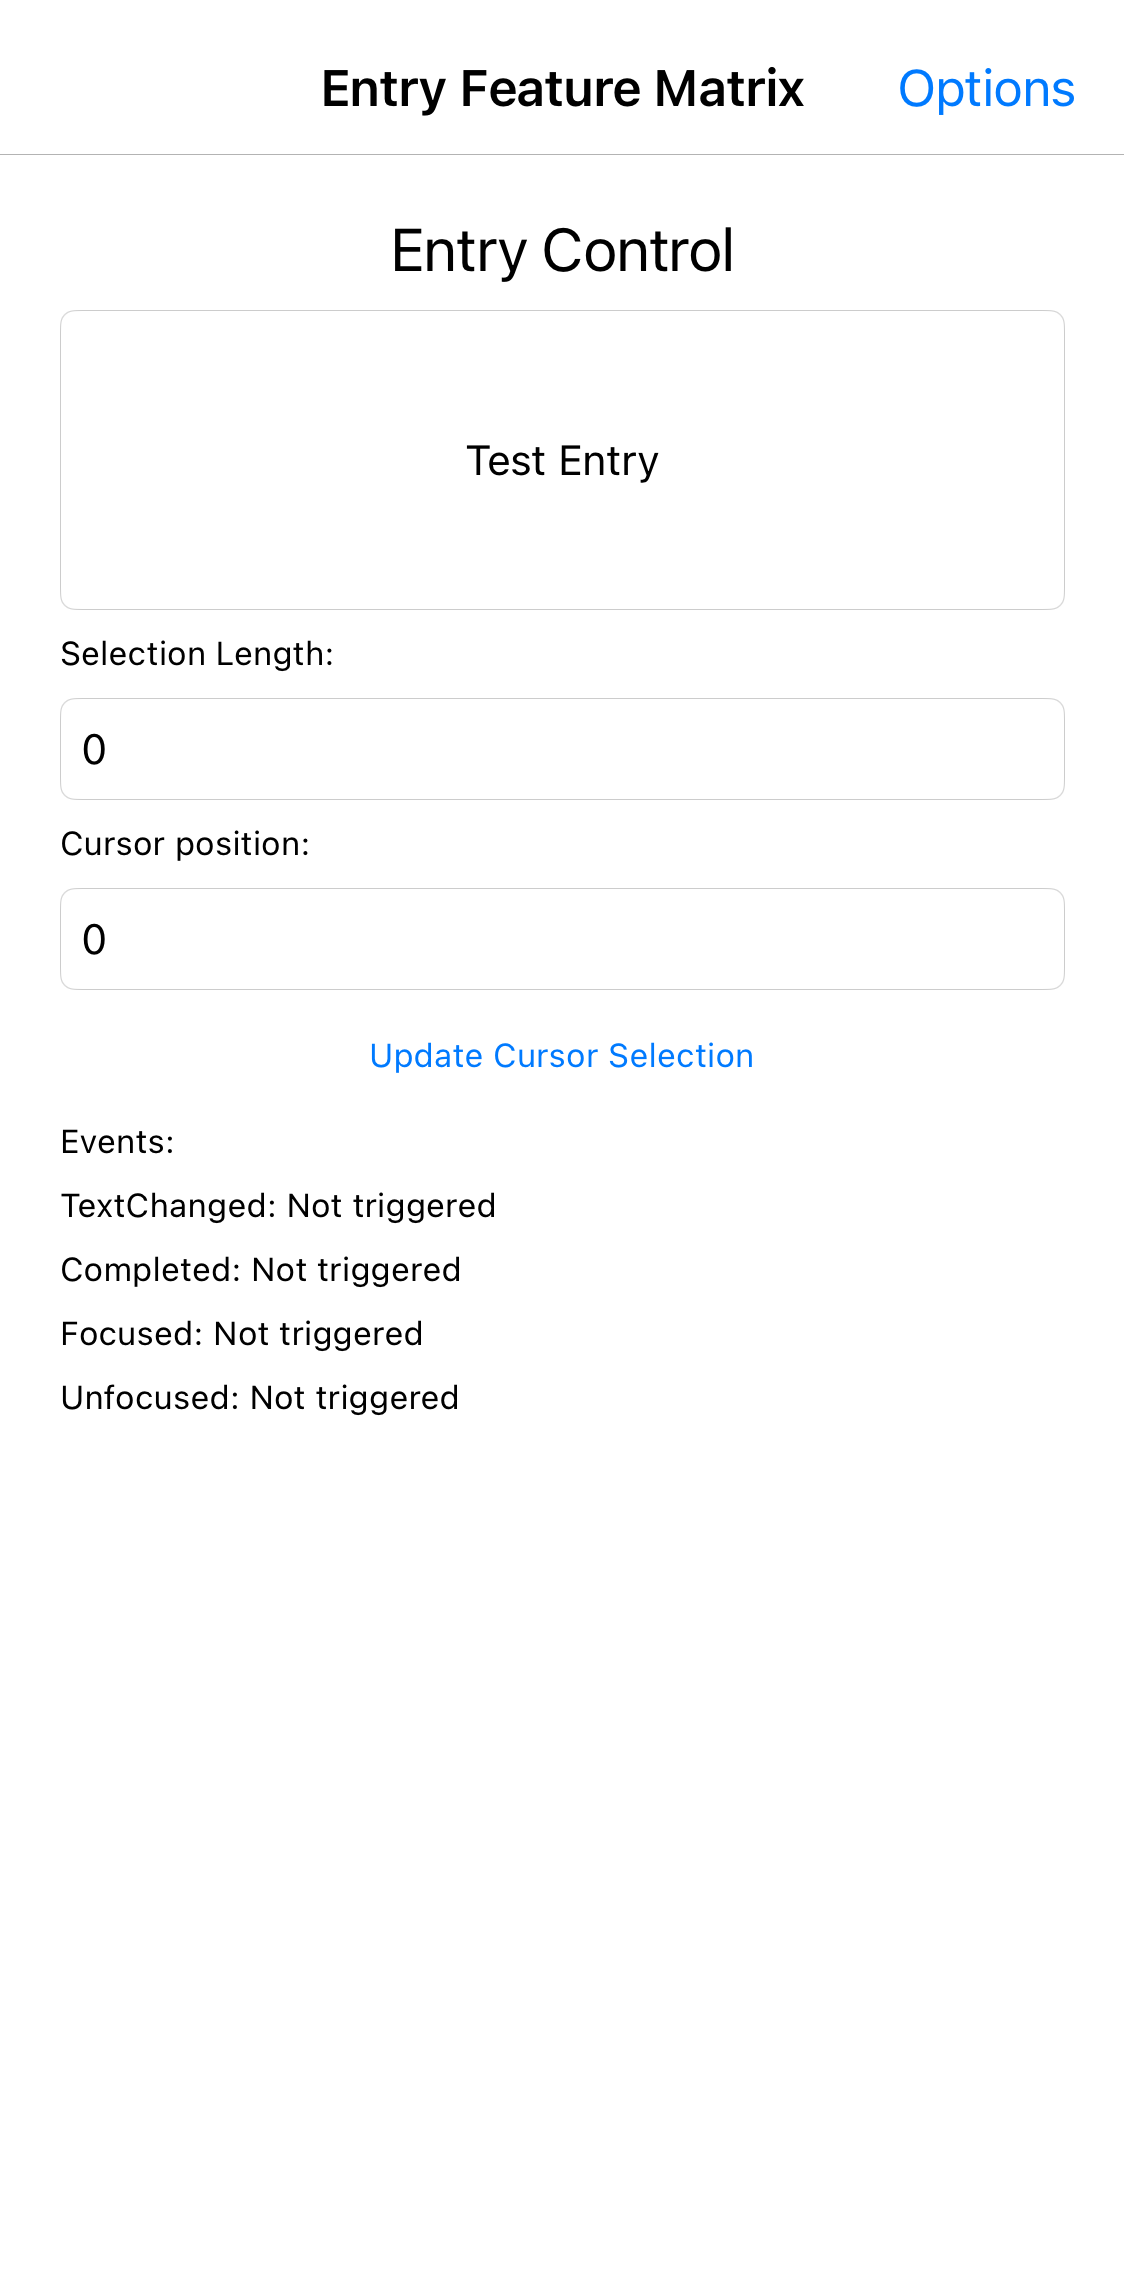 Entry Feature Matrix Options
Entry Control
Test Entry
Selection Length:
0
Cursor position:
0
Update Cursor Selection
Events:
TextChanged: Not triggered
Completed: Not triggered
Focused: Not triggered
Unfocused: Not triggered